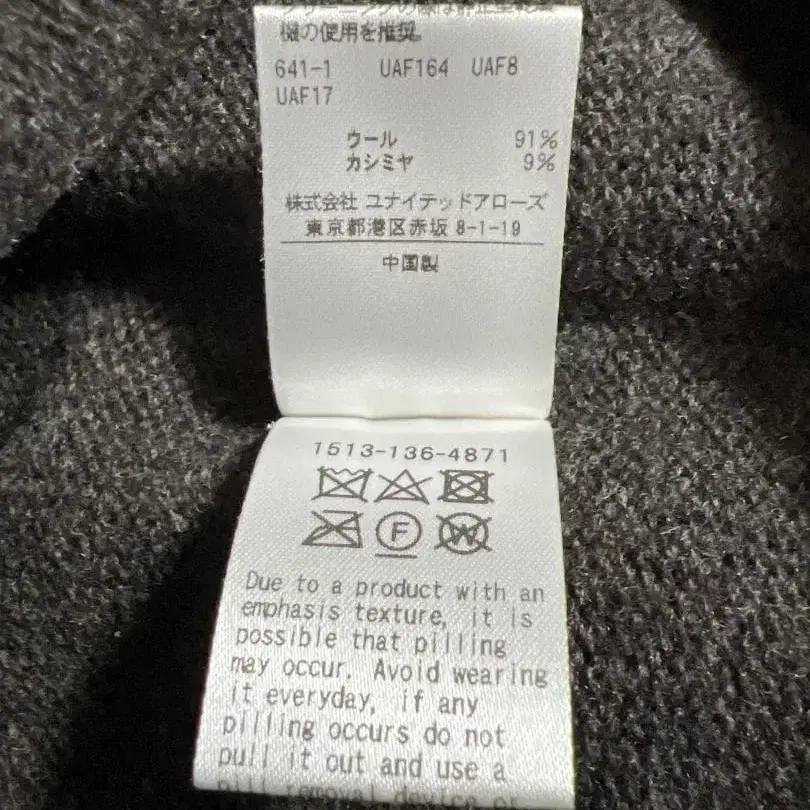 機の使用を推奨。
641-1 UAF164 UAF8
UAF17
ウール 91%
カシミヤ 9%
株式会社 ユナイテッドアローズ
東京都港区赤坂 8-1-19
中国製
1513-136-4871
F W
Due to a product with an
emphasis texture, it is
possible that pilling
may occur. Avoid wearing
it everyday, if any
pilling occurs do not
pull it out and use a
pill removal device or